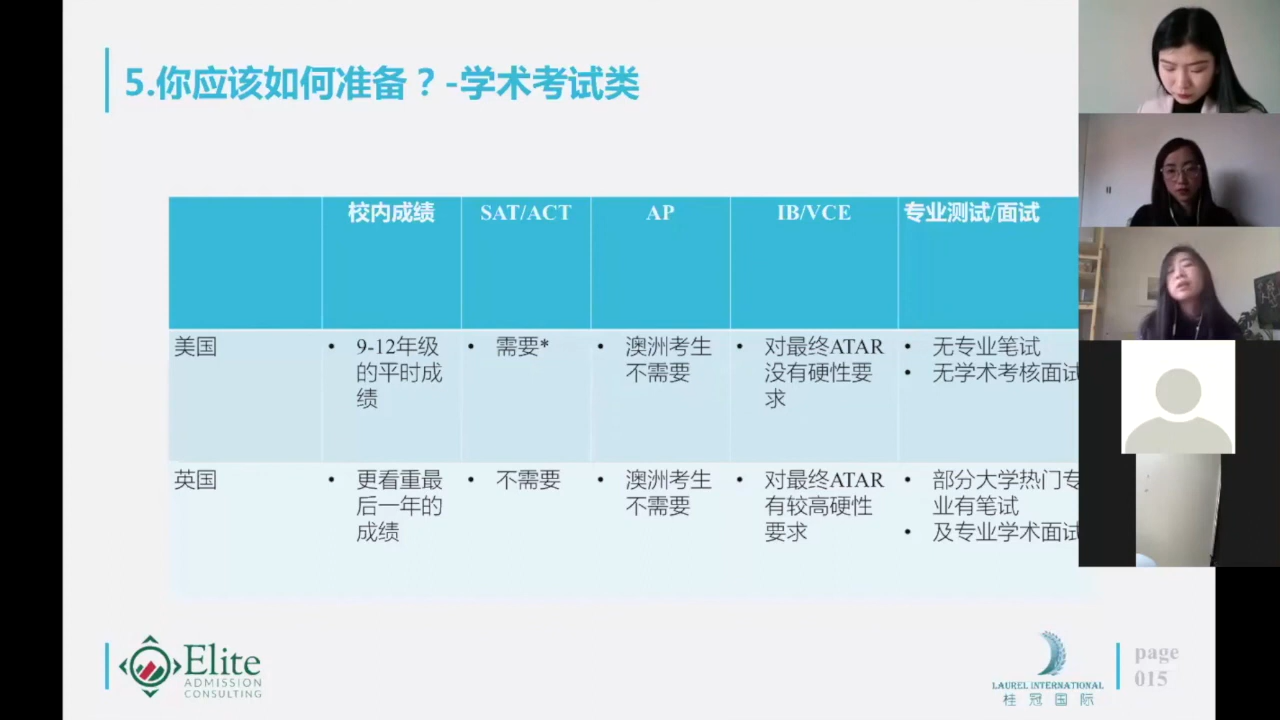 5.你应该如何准备？-学术考试类
校内成绩 SAT/ACT AP IB/VCE 专业测试/面试
美国
• 9-12年级
的平时成
绩
• 需要*
• 澳洲考生
不需要
• 对最终ATAR
没有硬性要
求
• 无专业笔试
• 无学术考核面试
英国
• 更看重最
后一年的
成绩
• 不需要
• 澳洲考生
不需要
• 对最终ATAR
有较高硬性
要求
• 部分大学热门专
业有笔试
• 及专业学术面试
Elite
ADMISSION
CONSULTING
LAUREL INTERNATIONAL
桂冠国际
page
015